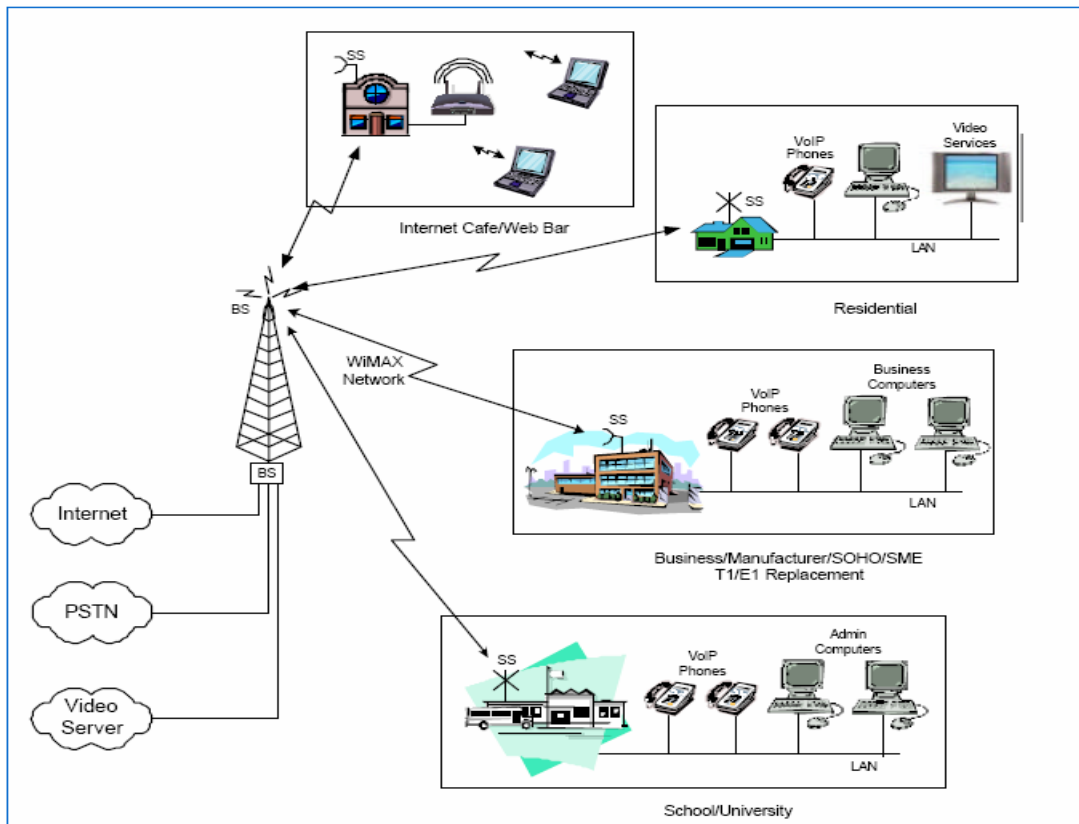 SS
Internet Cafe/Web Bar
VoIP
Phones
Video
Services
SS
LAN
Residential
BS
WiMAX
Network
SS
VoIP
Phones
Business
Computers
LAN
Business/Manufacturer/SOHO/SME
T1/E1 Replacement
BS
Internet
PSTN
Video
Server
SS
VoIP
Phones
Admin
Computers
LAN
School/University